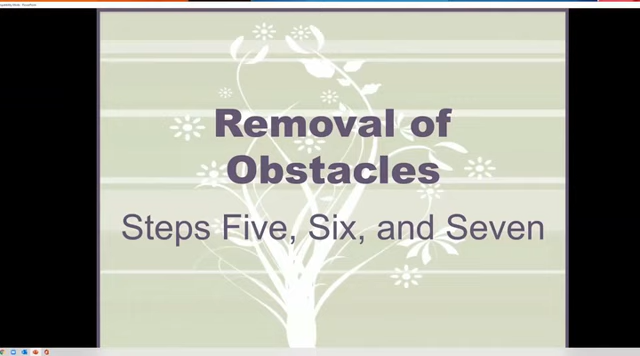 Removal of
Obstacles
Steps Five, Six, and Seven